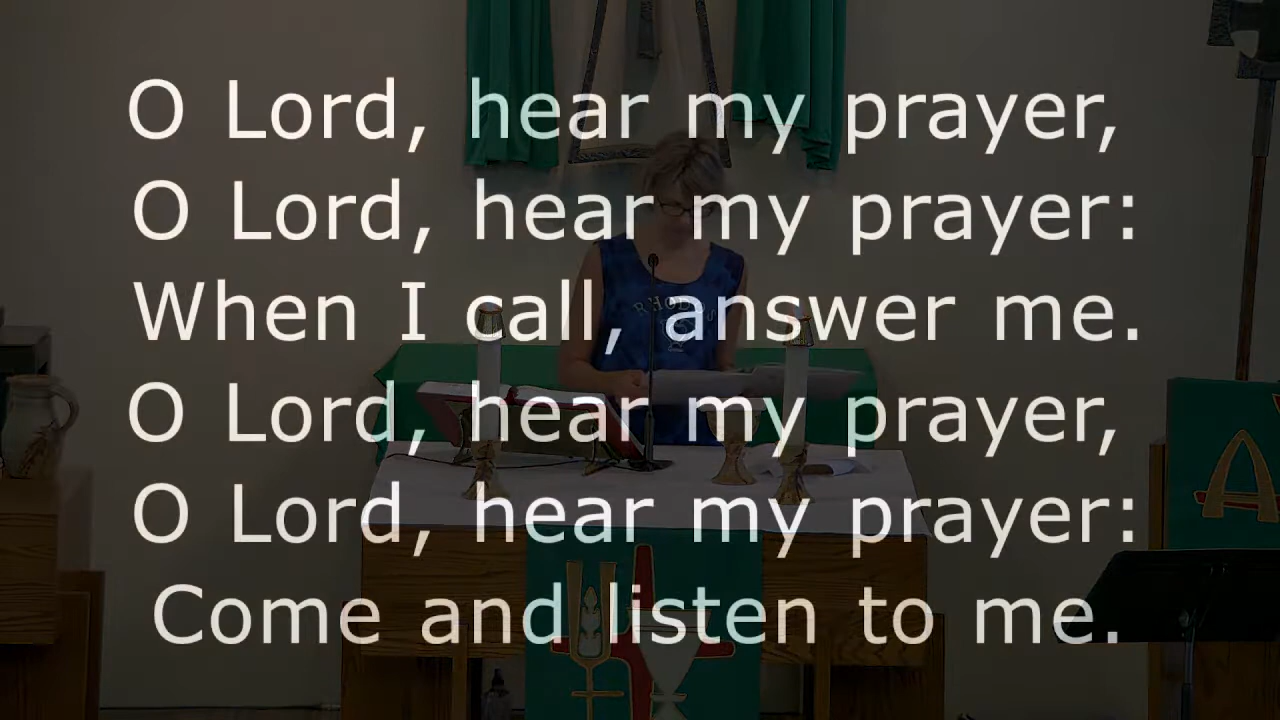 O Lord, hear my prayer,
O Lord, hear my prayer:
When I call, answer me.
O Lord, hear my prayer,
O Lord, hear my prayer:
Come and listen to me.
RHODOS